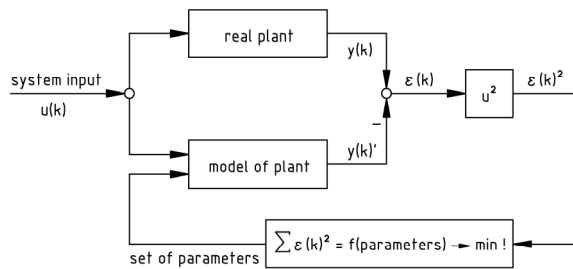 real plant
y(k)
system input
u(k)
ε(k)
u²
ε(k)²
–
model of plant
y(k)'
set of parameters
∑ ε(k)² = f(parameters) → min !